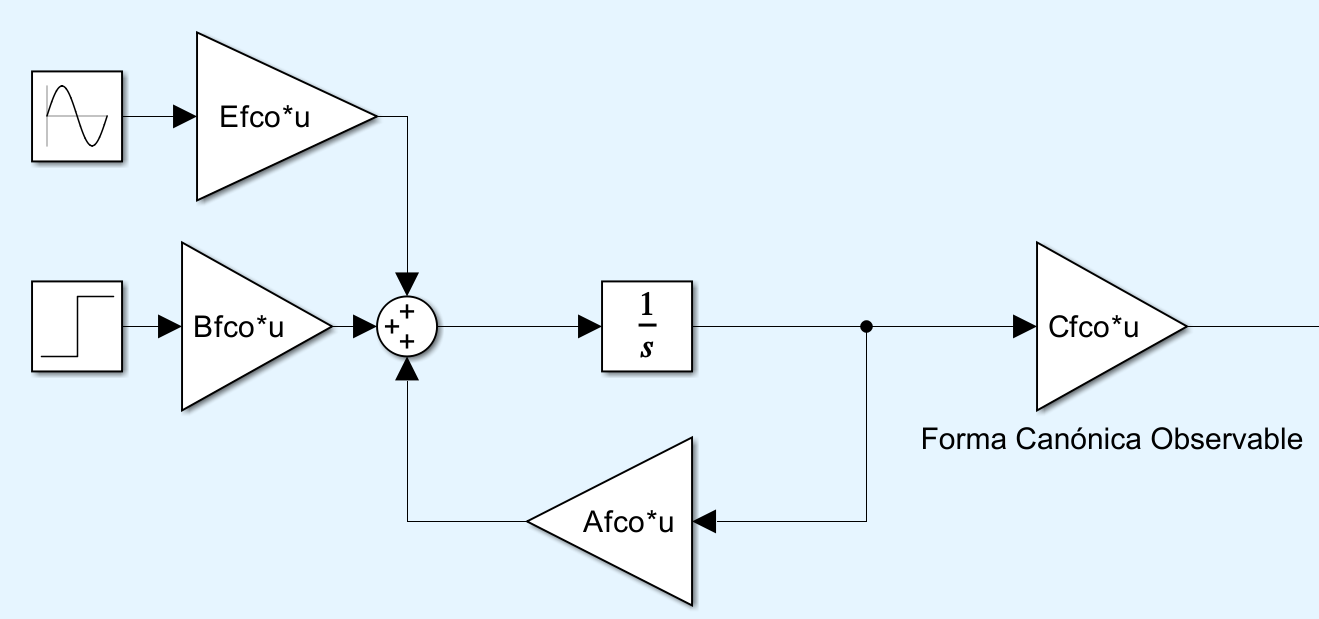 Efco*u
Bfco*u
+
+
+
1
s
Cfco*u
Forma Canónica Observable
Afco*u